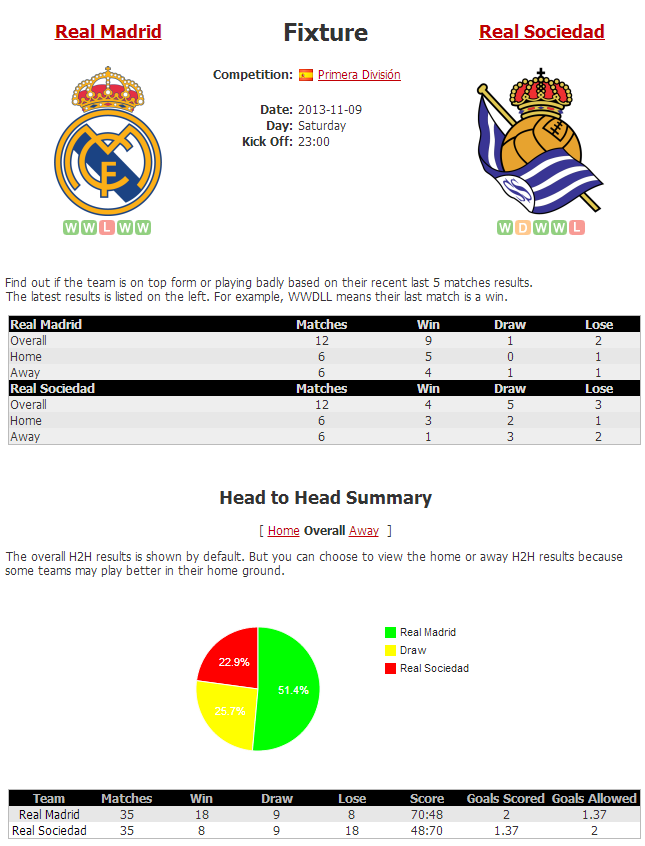 Real Madrid Fixture Real Sociedad
Competition: Primera División
Date: 2013-11-09
Day: Saturday
Kick Off: 23:00
W W L W W W D W W L
Find out if the team is on top form or playing badly based on their recent last 5 matches results.
The latest results is listed on the left. For example, WWDLL means their last match is a win.
Real Madrid Matches Win Draw Lose
Overall 12 9 1 2
Home 6 5 0 1
Away 6 4 1 1
Real Sociedad Matches Win Draw Lose
Overall 12 4 5 3
Home 6 3 2 1
Away 6 1 3 2
Head to Head Summary
[ Home Overall Away ]
The overall H2H results is shown by default. But you can choose to view the home or away H2H results because
some teams may play better in their home ground.
Real Madrid
Draw
Real Sociedad
22.9%
51.4%
25.7%
Team Matches Win Draw Lose Score Goals Scored Goals Allowed
Real Madrid 35 18 9 8 70:48 2 1.37
Real Sociedad 35 8 9 18 48:70 1.37 2